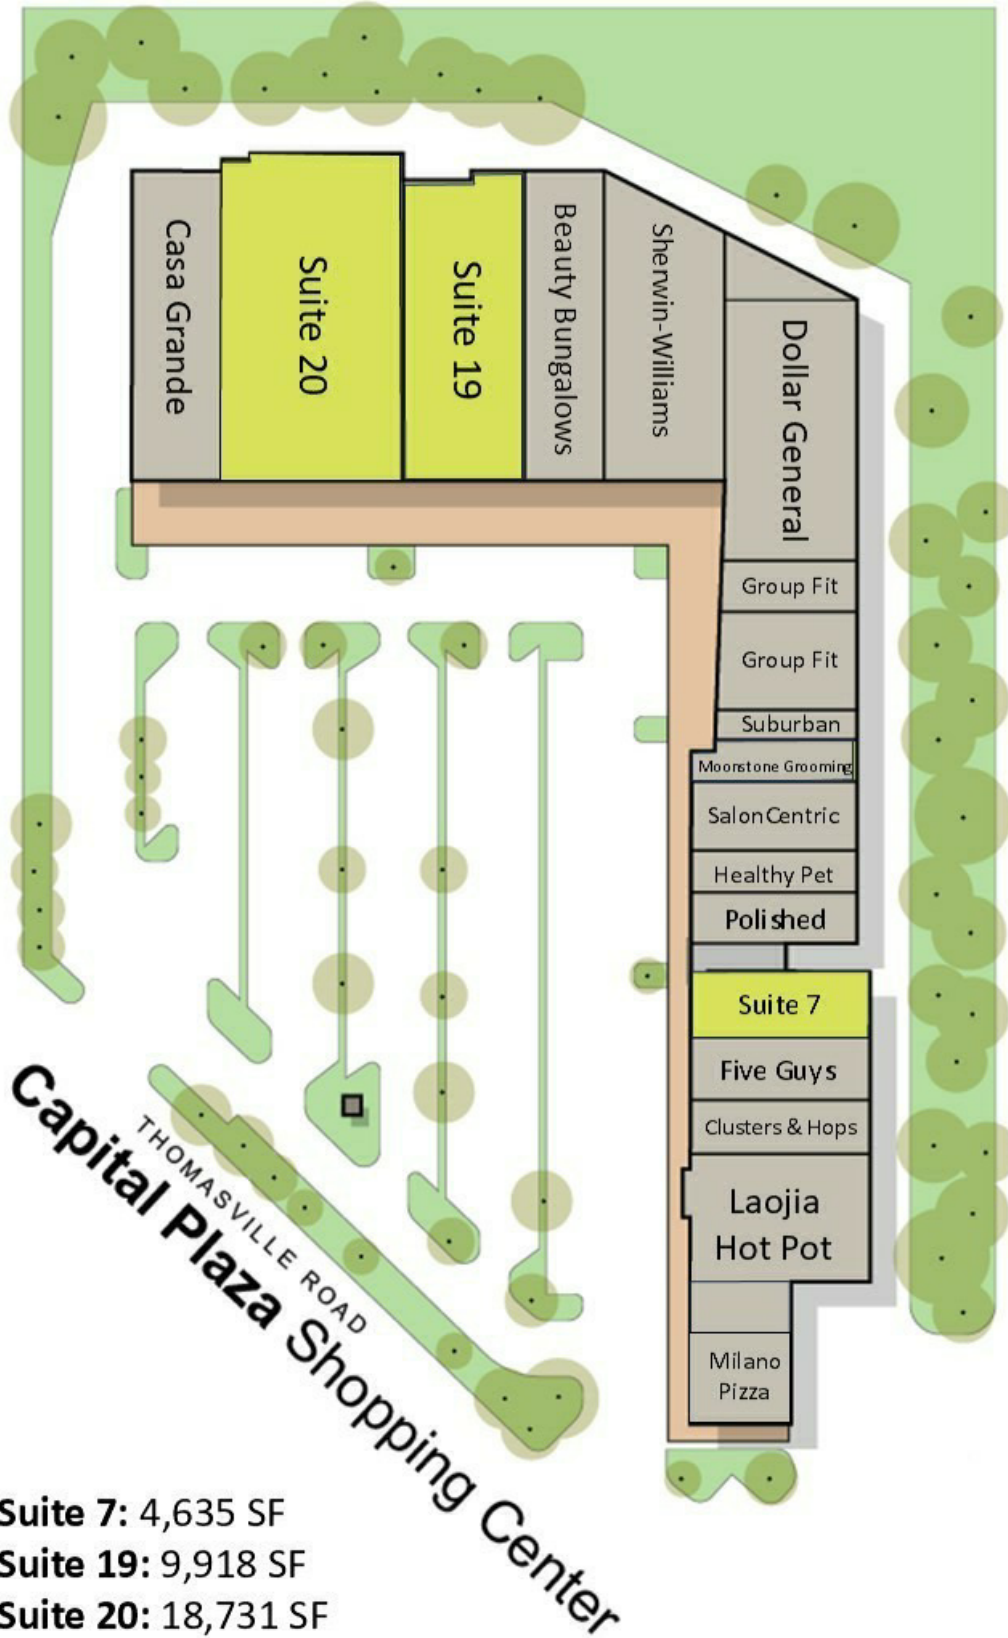 Casa Grande
Suite 20
Suite 19
Beauty Bungalows
Sherwin-Williams
Dollar General
Group Fit
Group Fit
Suburban
Moonstone Grooming
SalonCentric
Healthy Pet
Polished
Suite 7
Five Guys
Clusters & Hops
Laojia
Hot Pot
Milano
Pizza
THOMASVILLE ROAD
Capital Plaza Shopping Center
Suite 7: 4,635 SF
Suite 19: 9,918 SF
Suite 20: 18,731 SF